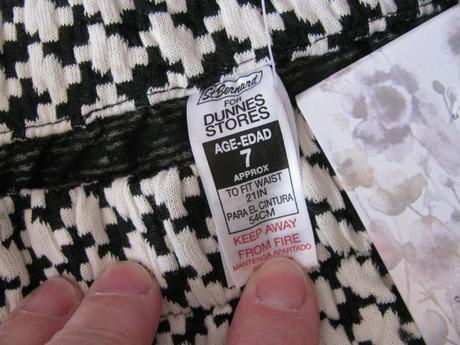 St Bernard
FOR
DUNNES
STORES
AGE-EDAD
7
APPROX
TO FIT WAIST
21IN
PARA EL CINTURA
54CM
KEEP AWAY
FROM FIRE
MANTENGA APARTADO